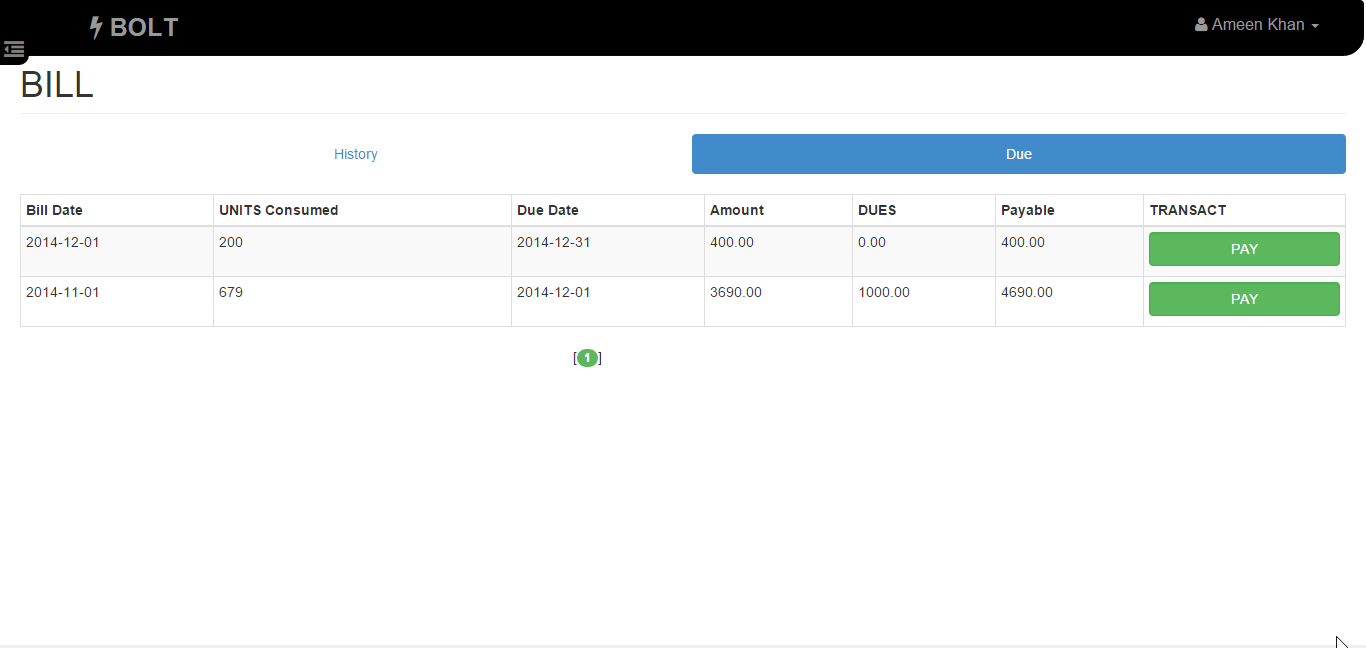 BOLT
Ameen Khan
BILL
History Due
Bill Date UNITS Consumed Due Date Amount DUES Payable TRANSACT
2014-12-01 200 2014-12-31 400.00 0.00 400.00 PAY
2014-11-01 679 2014-12-01 3690.00 1000.00 4690.00 PAY
[1]